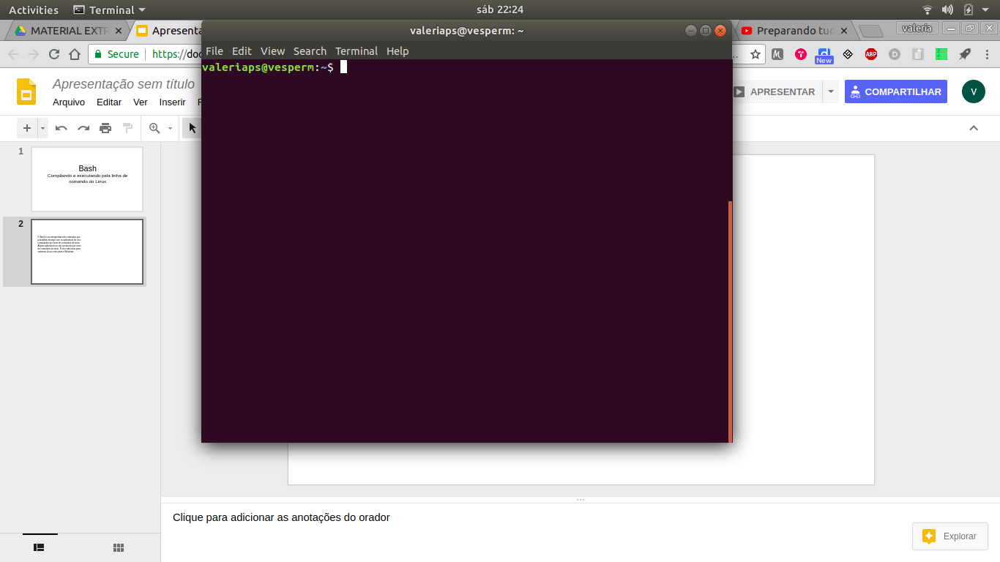 Activities Terminal sáb 22:24
MATERIAL EXTR Apresenta valeriaps@vesperm: ~ Preparando tud valeria
Secure https://doc New
File Edit View Search Terminal Help
valeriaps@vesperm:~$
Apresentação sem título
Arquivo Editar Ver Inserir
APRESENTAR COMPARTILHAR V
1
Bash
Compilando e executando pela linha de
comando do Linux
2
Clique para adicionar as anotações do orador
Explorar